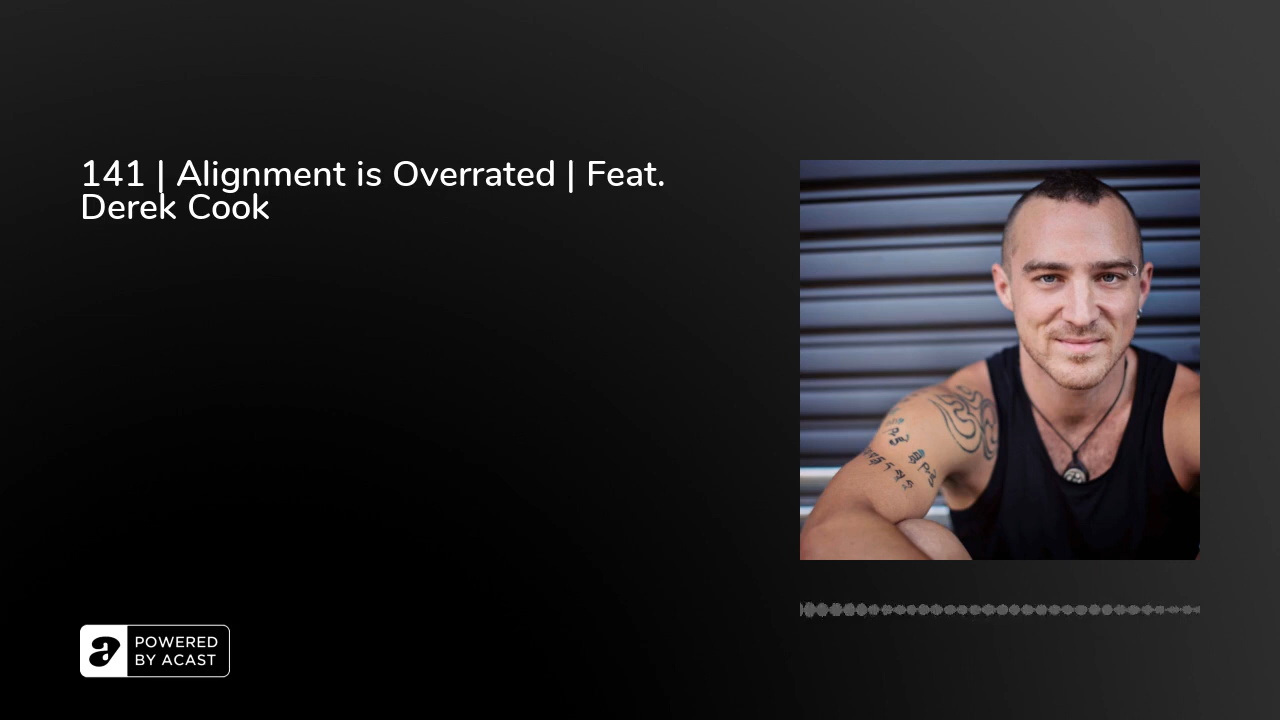 141 | Alignment is Overrated | Feat.
Derek Cook
POWERED
BY ACAST